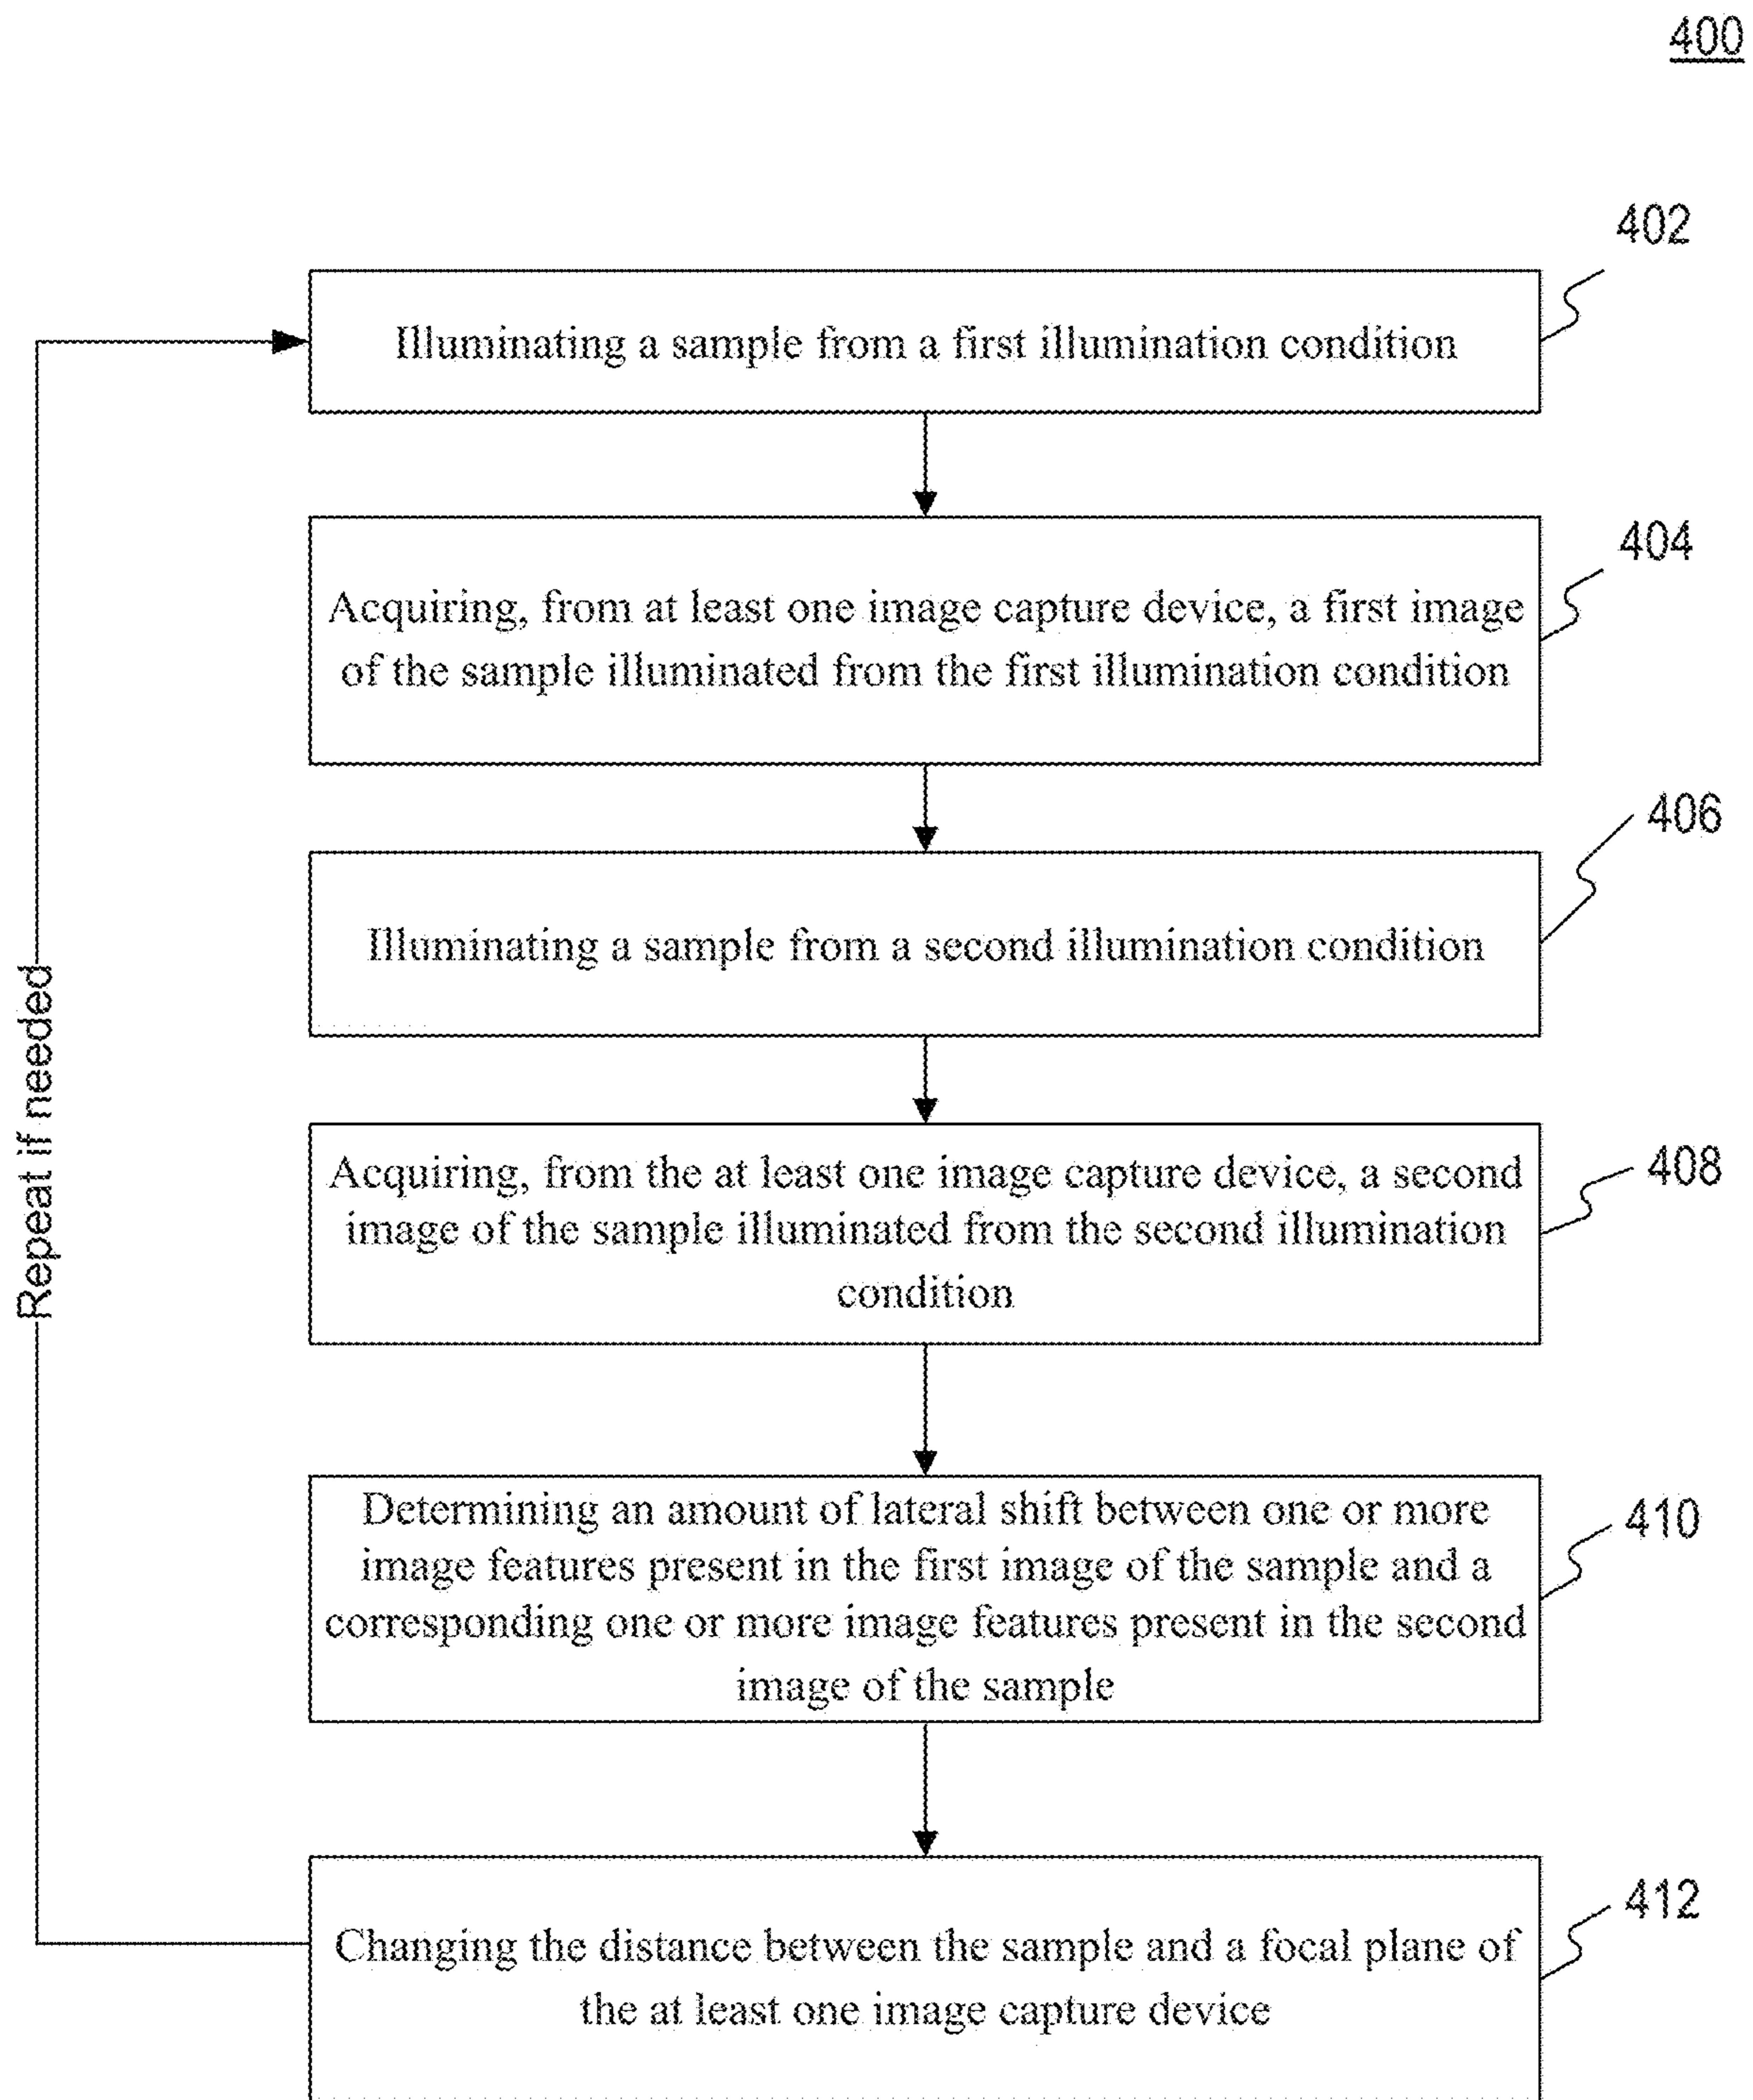 400
402
Illuminating a sample from a first illumination condition
404
Acquiring, from at least one image capture device, a first image
of the sample illuminated from the first illumination condition
406
Illuminating a sample from a second illumination condition
408
Acquiring, from the at least one image capture device, a second
image of the sample illuminated from the second illumination
condition
410
Determining an amount of lateral shift between one or more
image features present in the first image of the sample and a
corresponding one or more image features present in the second
image of the sample
412
Changing the distance between the sample and a focal plane of
the at least one image capture device
Repeat if needed